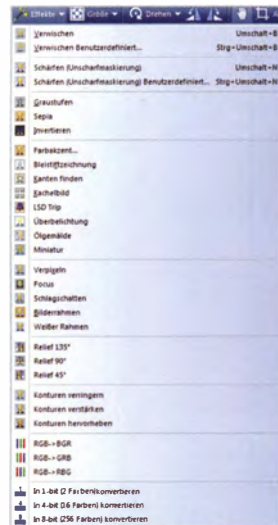 Effekte Größe Drehen
Verwischen Umschalt+B
Verwischen Benutzerdefiniert... Strg+Umschalt+B
Schärfen (Unscharfmaskierung) Umschalt+N
Schärfen (Unscharfmaskierung) Benutzerdefiniert... Strg+Umschalt+N
Graustufen
Sepia
Invertieren
Farbakzent...
Bleistiftzeichnung
Kanten finden
Kachelbild
LSD Trip
Überbelichtung
Ölgemälde
Miniatur
Verpixeln
Focus
Schlagschatten
Bilderrahmen
Weißer Rahmen
Relief 135°
Relief 90°
Relief 45°
Konturen verringern
Konturen verstärken
Konturen hervorheben
RGB->BGR
RGB->GRB
RGB->RBG
In 1-bit (2 Farben)konvertieren
In 4-bit (16 Farben) konvertieren
In 8-bit (256 Farben) konvertieren